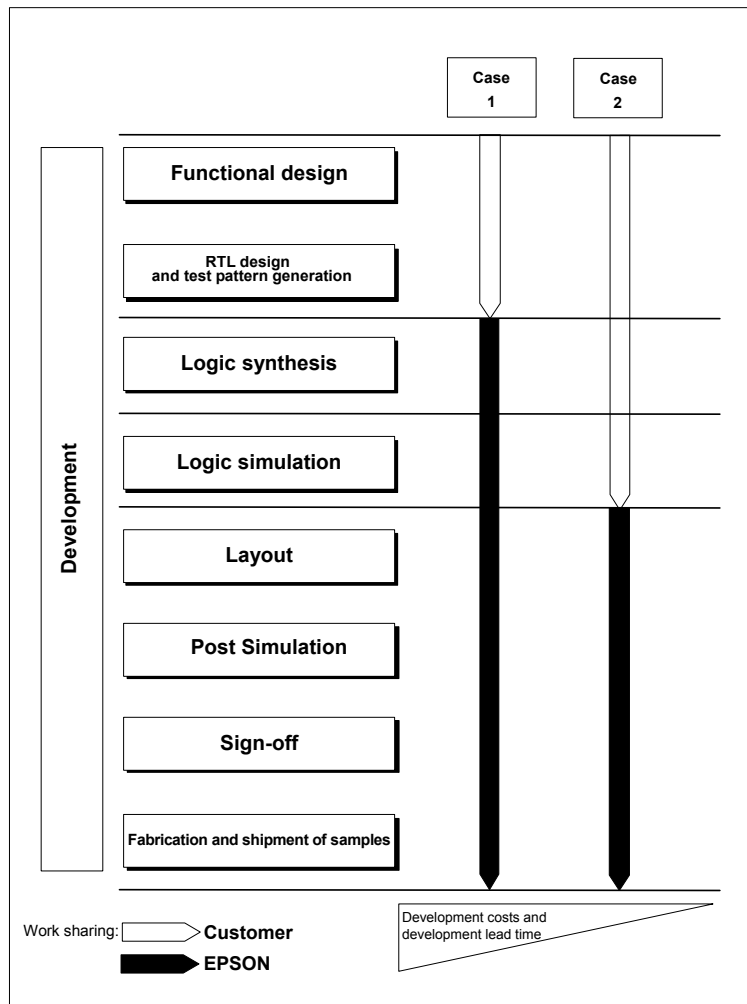 Case
1
Case
2
Development
Functional design
RTL design
and test pattern generation
Logic synthesis
Logic simulation
Layout
Post Simulation
Sign-off
Fabrication and shipment of samples
Work sharing:
Customer
EPSON
Development costs and
development lead time